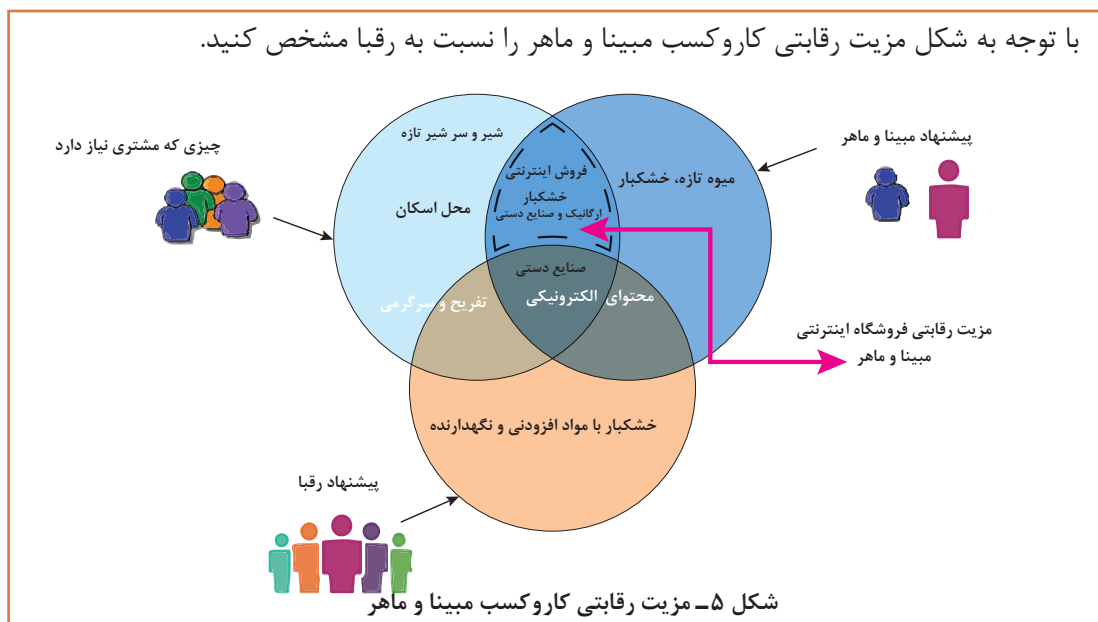 با توجه به شکل مزیت رقابتی کاروکسب مبینا و ماهر را نسبت به رقبا مشخص کنید.
پیشنهاد مبینا و ماهر
میوه تازه، خشکبار
شیر و سر شیر تازه
چیزی که مشتری نیاز دارد
فروش اینترنتی
خشکبار
ارگانیک و صنایع دستی
محل اسکان
صنایع دستی
محتوای الکترونیکی
تفریح و سرگرمی
مزیت رقابتی فروشگاه اینترنتی
مبینا و ماهر
خشکبار با مواد افزودنی و نگهدارنده
پیشنهاد رقبا
شکل ۵ــ مزیت رقابتی کاروکسب مبینا و ماهر